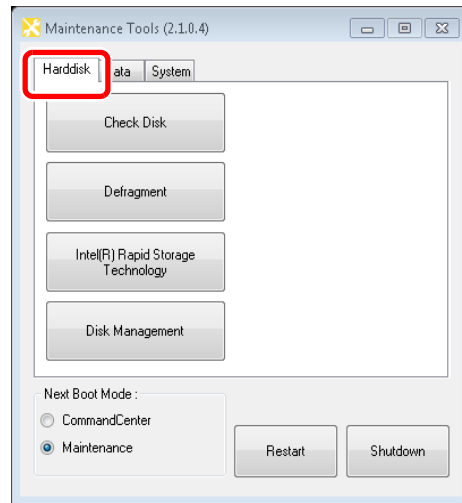 Maintenance Tools (2.1.0.4)
Harddisk ata System
Check Disk
Defragment
Intel(R) Rapid Storage
Technology
Disk Management
Next Boot Mode :
CommandCenter
Maintenance
Restart Shutdown